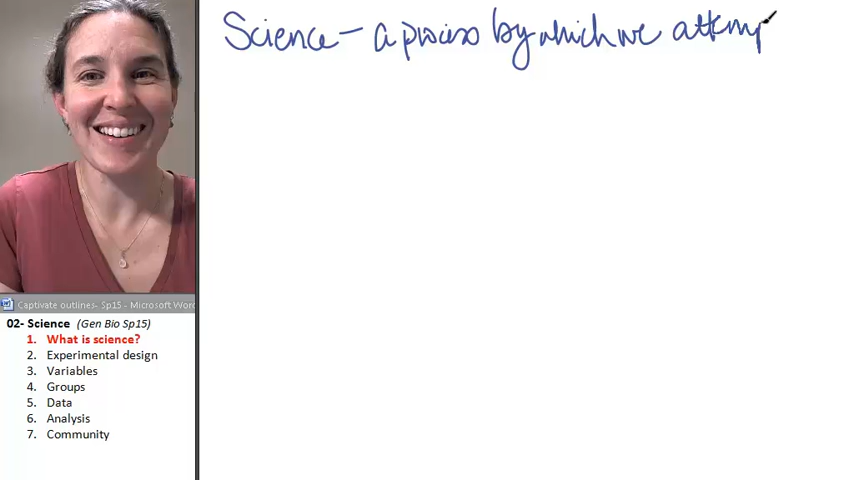 Science - a process by which we attemp
Captivate outlines- Sp15 - Microsoft Word
02- Science (Gen Bio Sp15)
1. What is science?
2. Experimental design
3. Variables
4. Groups
5. Data
6. Analysis
7. Community